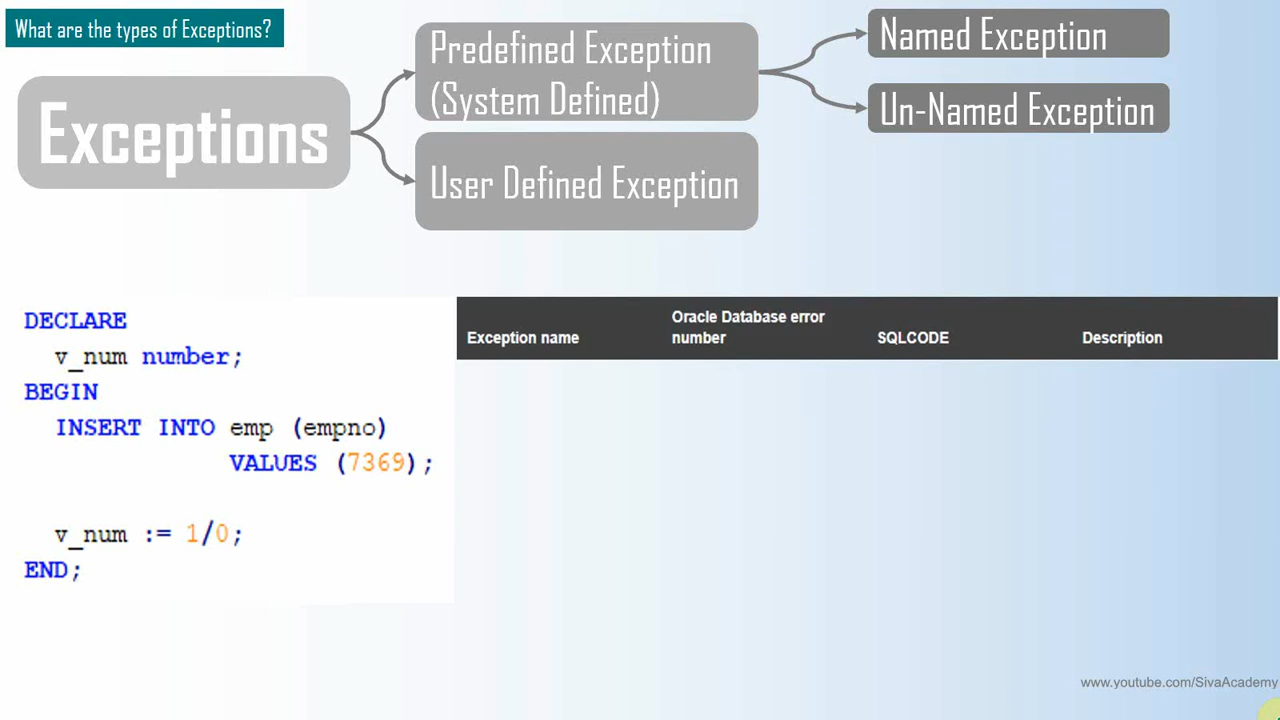 What are the types of Exceptions?
Exceptions
Predefined Exception
(System Defined)
User Defined Exception
Named Exception
Un-Named Exception
DECLARE
v_num number;
BEGIN
INSERT INTO emp (empno)
VALUES (7369);
v_num := 1/0;
END;
Exception name
Oracle Database error
number
SQLCODE
Description
www.youtube.com/SivaAcademy